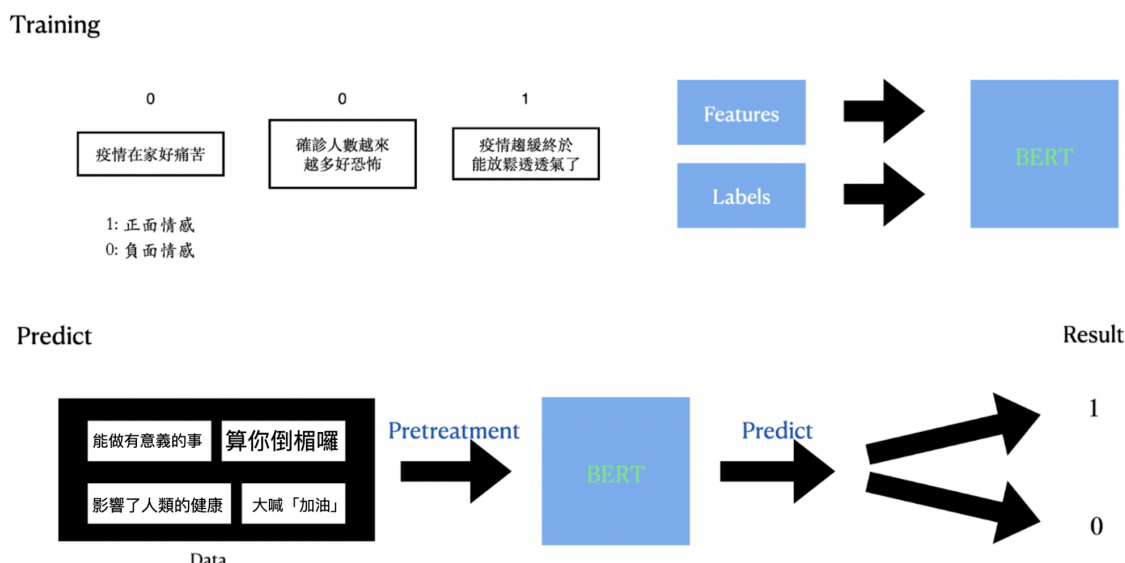 Training
0
0
1
疫情在家好痛苦
確診人數越來
越多好恐怖
疫情趨緩終於
能放鬆透透氣了
1: 正面情感
0: 負面情感
Features
Labels
BERT
Predict
Result
能做有意義的事
算你倒楣囉
影響了人類的健康
大喊「加油」
Data
Pretreatment
BERT
Predict
1
0